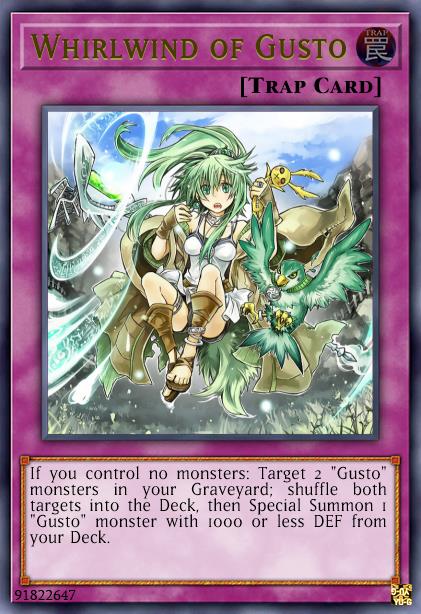 Whirlwind of Gusto
TRAP
罠
[Trap Card]
If you control no monsters: Target 2 "Gusto"
monsters in your Graveyard; shuffle both
targets into the Deck, then Special Summon 1
"Gusto" monster with 1000 or less DEF from
your Deck.
91822647